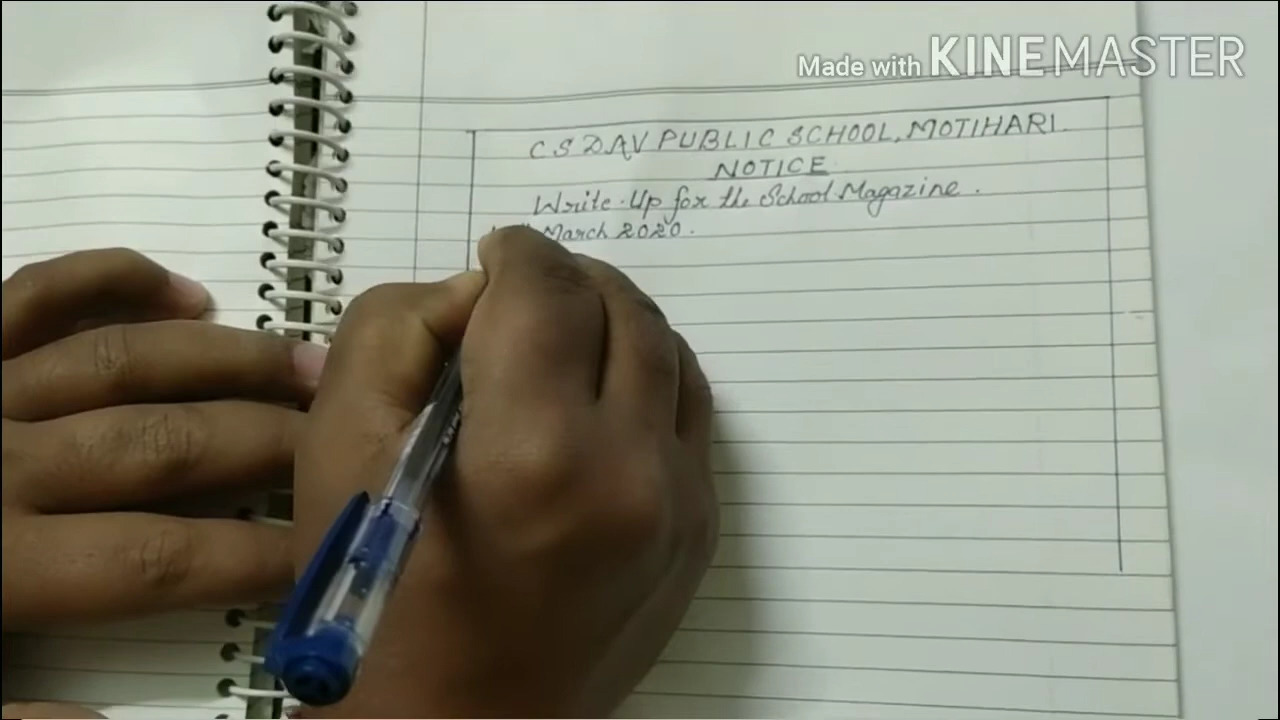 Made with KINEMASTER
C S DAV PUBLIC SCHOOL, MOTIHARI.
NOTICE
Write-Up for the School Magazine.
March 2020.